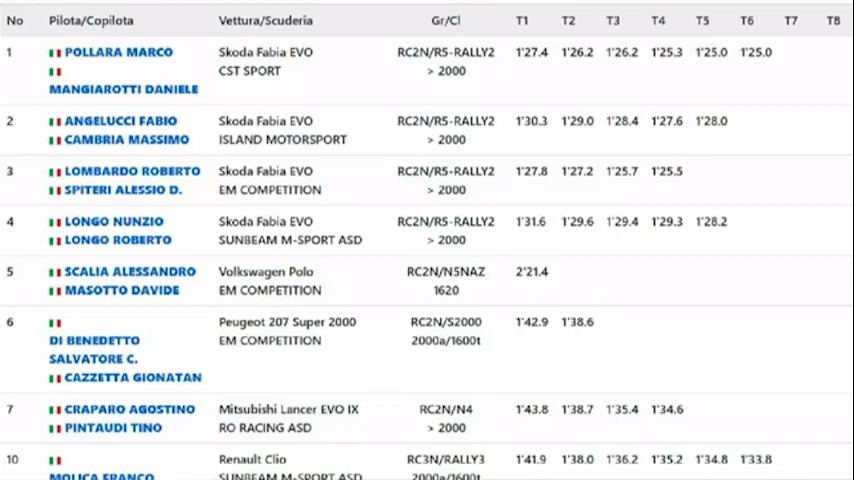 No Pilota/Copilota Vettura/Scuderia Gr/Cl T1 T2 T3 T4 T5 T6 T7 T8
1 POLLARA MARCO Skoda Fabia EVO RC2N/R5-RALLY2 1'27.4 1'26.2 1'26.2 1'25.3 1'25.0 1'25.0
CST SPORT > 2000
MANGIAROTTI DANIELE
2 ANGELUCCI FABIO Skoda Fabia EVO RC2N/R5-RALLY2 1'30.3 1'29.0 1'28.4 1'27.6 1'28.0
CAMBRIA MASSIMO ISLAND MOTORSPORT > 2000
3 LOMBARDO ROBERTO Skoda Fabia EVO RC2N/R5-RALLY2 1'27.8 1'27.2 1'25.7 1'25.5
SPITERI ALESSIO D. EM COMPETITION > 2000
4 LONGO NUNZIO Skoda Fabia EVO RC2N/R5-RALLY2 1'31.6 1'29.6 1'29.4 1'29.3 1'28.2
LONGO ROBERTO SUNBEAM M-SPORT ASD > 2000
5 SCALIA ALESSANDRO Volkswagen Polo RC2N/N5NAZ 2'21.4
MASOTTO DAVIDE EM COMPETITION 1620
6 Peugeot 207 Super 2000 RC2N/S2000 1'42.9 1'38.6
DI BENEDETTO EM COMPETITION 2000a/1600t
SALVATORE C.
CAZZETTA GIONATAN
7 CRAPARO AGOSTINO Mitsubishi Lancer EVO IX RC2N/N4 1'43.8 1'38.7 1'35.4 1'34.6
PINTAUDI TINO RO RACING ASD > 2000
10 Renault Clio RC3N/RALLY3 1'41.9 1'38.0 1'36.2 1'35.2 1'34.8 1'33.8
MOLICA FRANCO SUNBEAM M-SPORT ASD 2000a/1600t